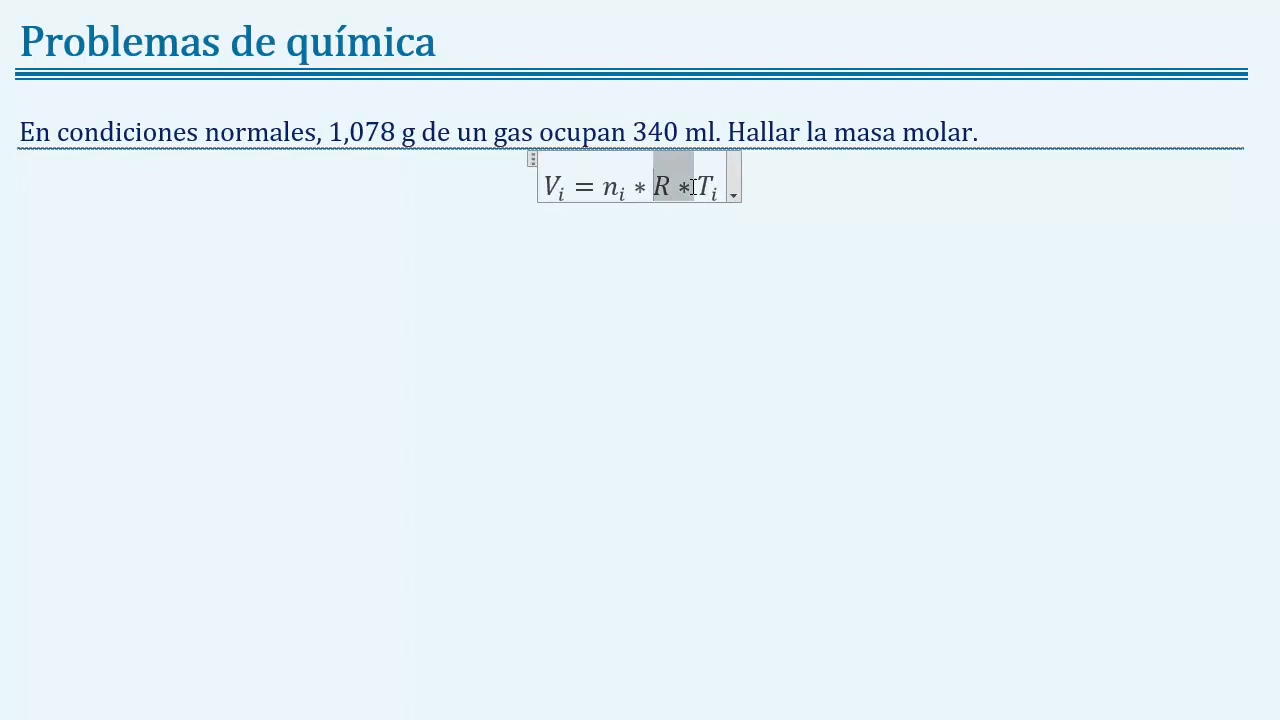 Problemas de química
En condiciones normales, 1,078 g de un gas ocupan 340 ml. Hallar la masa molar.
Vᵢ = nᵢ ∗ R ∗ Tᵢ